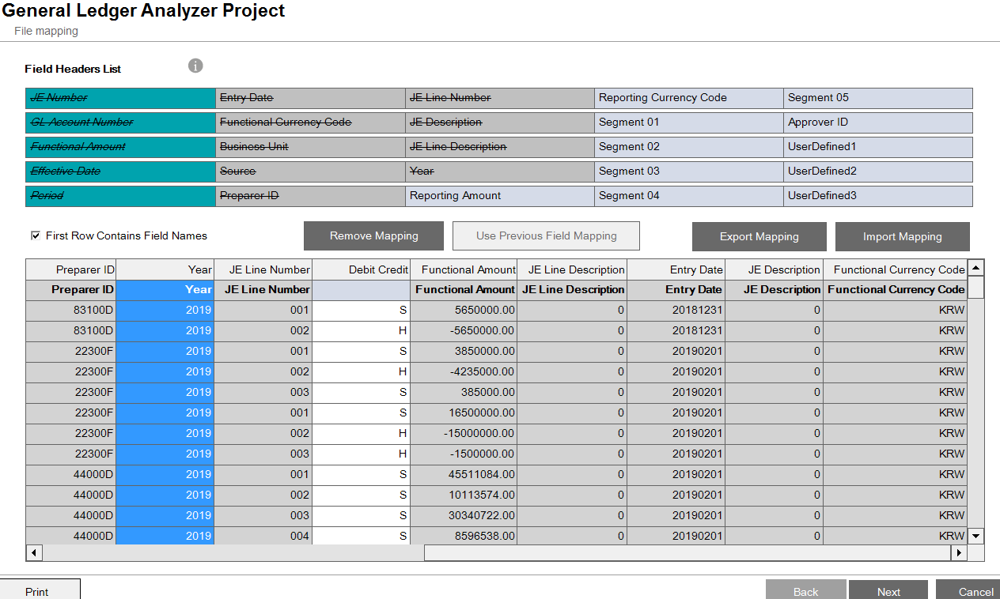 General Ledger Analyzer Project
File mapping
Field Headers List
i
JE Number Entry Date JE Line Number Reporting Currency Code Segment 05
GL Account Number Functional Currency Code JE Description Segment 01 Approver ID
Functional Amount Business Unit JE Line Description Segment 02 UserDefined1
Effective Date Source Year Segment 03 UserDefined2
Period Preparer ID Reporting Amount Segment 04 UserDefined3
First Row Contains Field Names Remove Mapping Use Previous Field Mapping Export Mapping Import Mapping
Preparer ID Year JE Line Number Debit Credit Functional Amount JE Line Description Entry Date JE Description Functional Currency Code
Preparer ID Year JE Line Number Functional Amount JE Line Description Entry Date JE Description Functional Currency Code
83100D 2019 001 S 5650000.00 0 20181231 0 KRW
83100D 2019 002 H -5650000.00 0 20181231 0 KRW
22300F 2019 001 S 3850000.00 0 20190201 0 KRW
22300F 2019 002 H -4235000.00 0 20190201 0 KRW
22300F 2019 003 S 385000.00 0 20190201 0 KRW
22300F 2019 001 S 16500000.00 0 20190201 0 KRW
22300F 2019 002 H -15000000.00 0 20190201 0 KRW
22300F 2019 003 H -1500000.00 0 20190201 0 KRW
44000D 2019 001 S 45511084.00 0 20190201 0 KRW
44000D 2019 002 S 10113574.00 0 20190201 0 KRW
44000D 2019 003 S 30340722.00 0 20190201 0 KRW
44000D 2019 004 S 8596538.00 0 20190201 0 KRW
Print Back Next Cancel